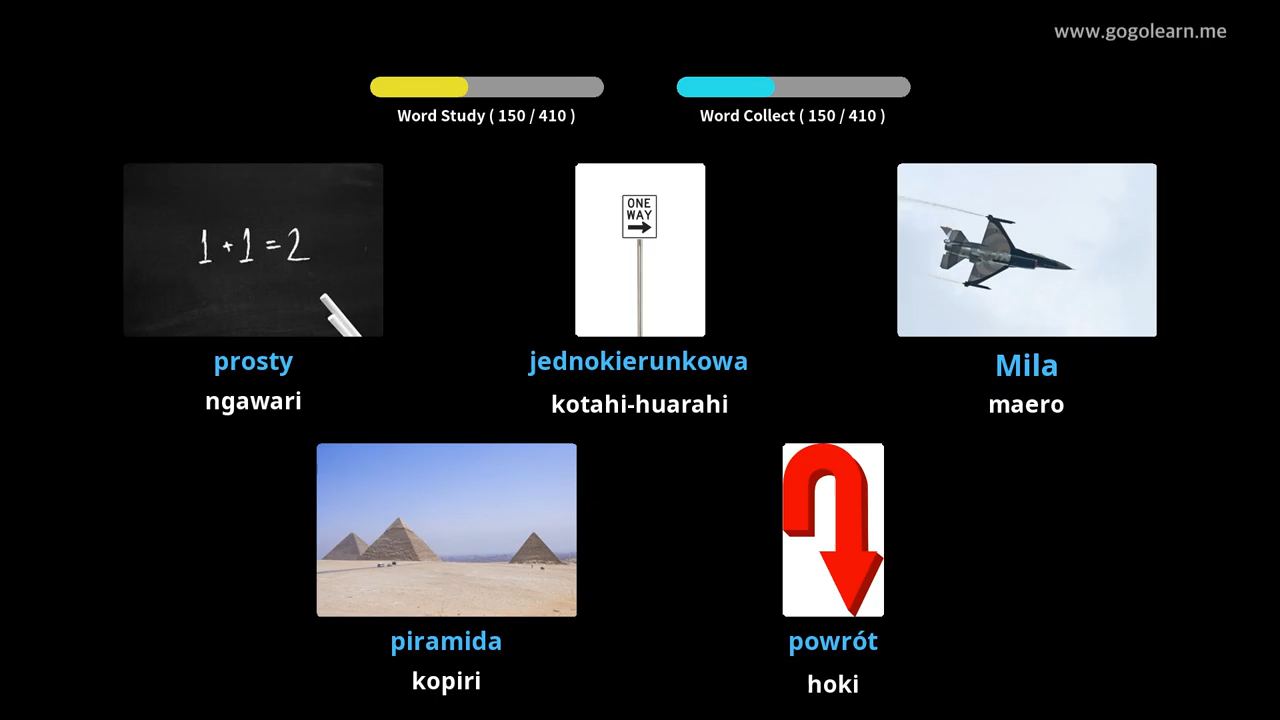 www.gogolearn.me
Word Study ( 150 / 410 )
Word Collect ( 150 / 410 )
1 + 1 = 2
ONE
WAY
prosty
jednokierunkowa
Mila
ngawari
kotahi-huarahi
maero
piramida
powrót
kopiri
hoki